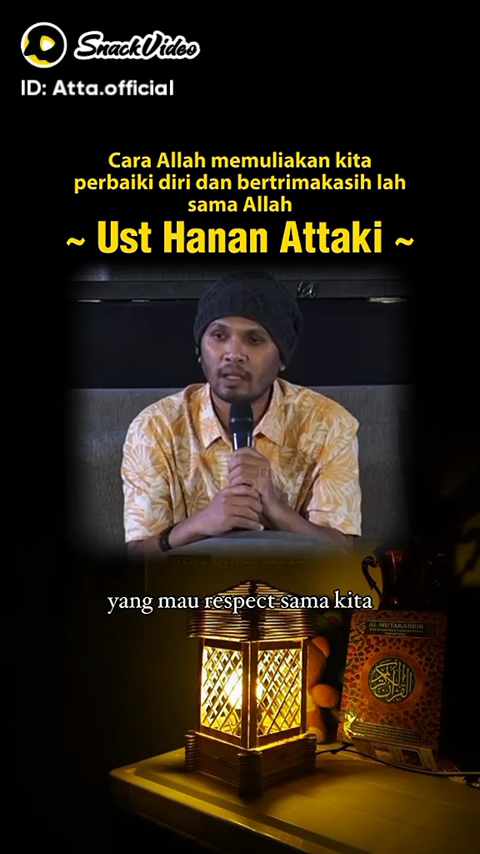 SnackVideo
ID: Atta.official
Cara Allah memuliakan kita
perbaiki diri dan bertrimakasih lah
sama Allah
~ Ust Hanan Attaki ~
yang mau respect sama kita
AL-MUTAKABBIR